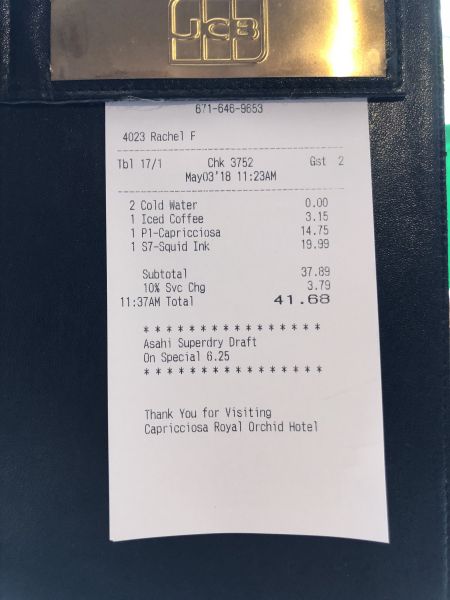 JCB
671-646-9653
4023 Rachel F
Tbl 17/1 Chk 3752 Gst 2
May03'18 11:23AM
2 Cold Water 0.00
1 Iced Coffee 3.15
1 P1-Capricciosa 14.75
1 S7-Squid Ink 19.99
Subtotal 37.89
10% Svc Chg 3.79
11:37AM Total 41.68
* * * * * * * * * * * * * * * *
Asahi Superdry Draft
On Special 6.25
* * * * * * * * * * * * * * * *
Thank You for Visiting
Capricciosa Royal Orchid Hotel